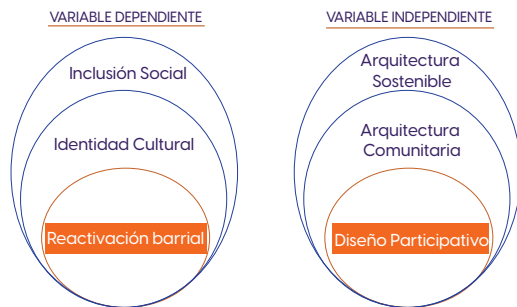 VARIABLE DEPENDIENTE
Inclusión Social
Identidad Cultural
Reactivación barrial
VARIABLE INDEPENDIENTE
Arquitectura
Sostenible
Arquitectura
Comunitaria
Diseño Participativo